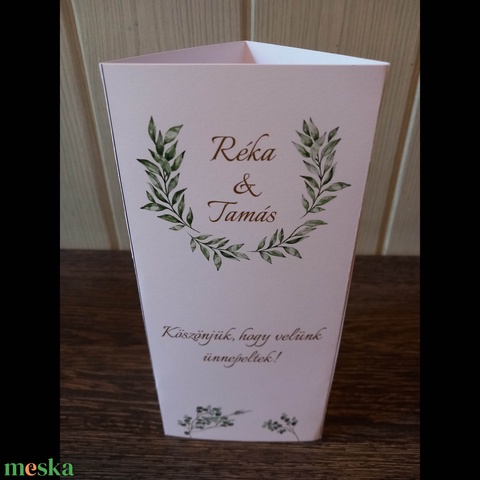 Réka
&
Tamás
Köszönjük, hogy velünk
ünnepeltek!
meska